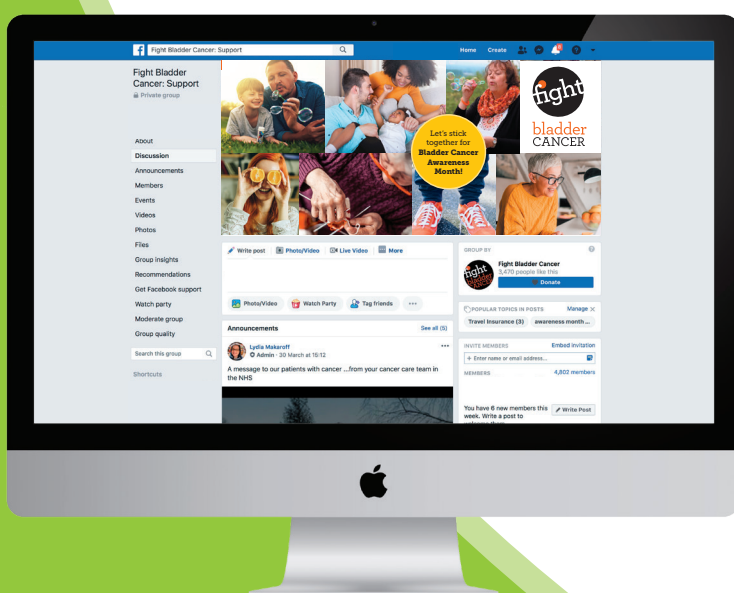 Fight Bladder Cancer: Support
Home Create
Fight Bladder
Cancer: Support
Private group
About
Discussion
Announcements
Members
Events
Videos
Photos
Files
Group insights
Recommendations
Get Facebook support
Watch party
Moderate group
Group quality
Search this group
Shortcuts
Let's stick
together for
Bladder Cancer
Awareness
Month!
fight
bladder
CANCER
Write post Photo/Video Live Video More
Photo/Video Watch Party Tag friends
Announcements See all (5)
Lydia Makaroff
Admin · 30 March at 15:12
A message to our patients with cancer ...from your cancer care team in
the NHS
GROUP BY
fight
Fight Bladder Cancer
3,470 people like this
Donate
POPULAR TOPICS IN POSTS Manage
Travel Insurance (3) awareness month ...
INVITE MEMBERS Embed invitation
+ Enter name or email address...
MEMBERS 4,802 members
You have 6 new members this
week. Write a post to
welcome them.
Write Post